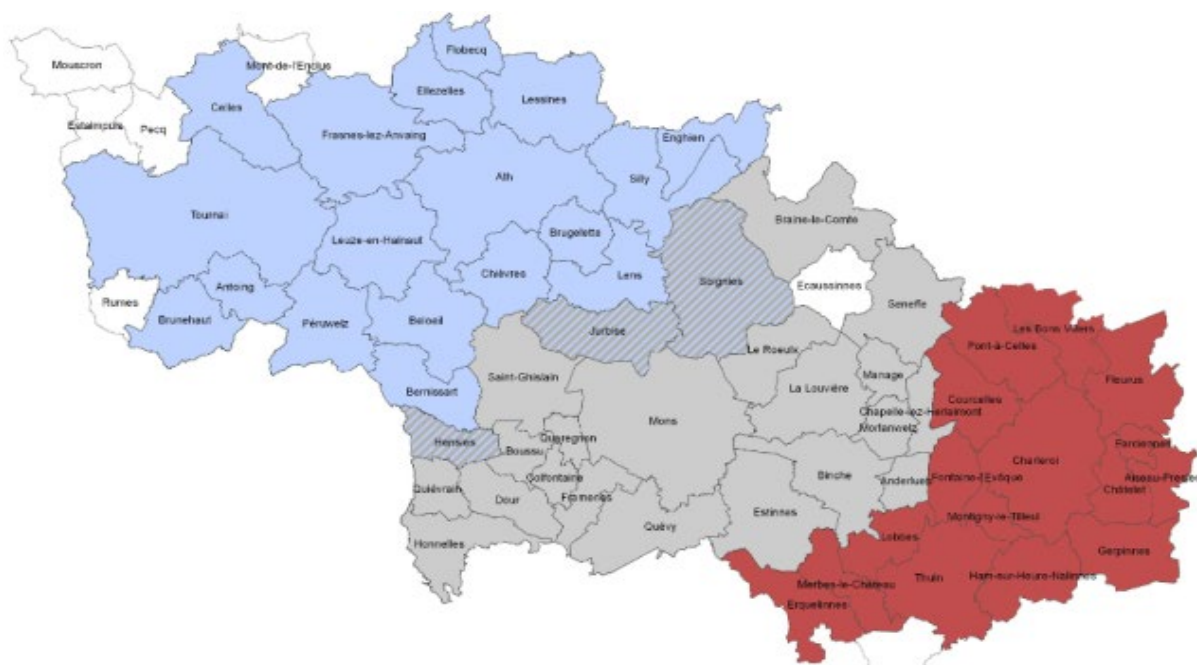 Mouscron
Mont-de-l'Enclus
Flobecq
Ellezelles
Lessines
Celles
Estaimpuis
Pecq
Frasnes-lez-Anvaing
Enghien
Silly
Ath
Tournai
Braine-le-Comte
Brugelette
Leuze-en-Hainaut
Chièvres
Lens
Soignies
Ecaussinnes
Seneffe
Rumes
Antoing
Brunehaut
Péruwelz
Beloeil
Jurbise
Les Bons Villers
Pont-à-Celles
Le Roeulx
Saint-Ghislain
La Louvière
Manage
Fleurus
Bernissart
Courcelles
Chapelle-lez-Herlaimont
Mons
Morlanwelz
Hensies
Quaregnon
Boussu
Farciennes
Charleroi
Colfontaine
Binche
Anderlues
Fontaine-l'Evêque
Aiseau-Presles
Quiévrain
Dour
Frameries
Châtelet
Estinnes
Montigny-le-Tilleul
Quévy
Lobbes
Honnelles
Gerpinnes
Merbes-le-Château
Thuin
Ham-sur-Heure-Nalinnes
Erquelinnes